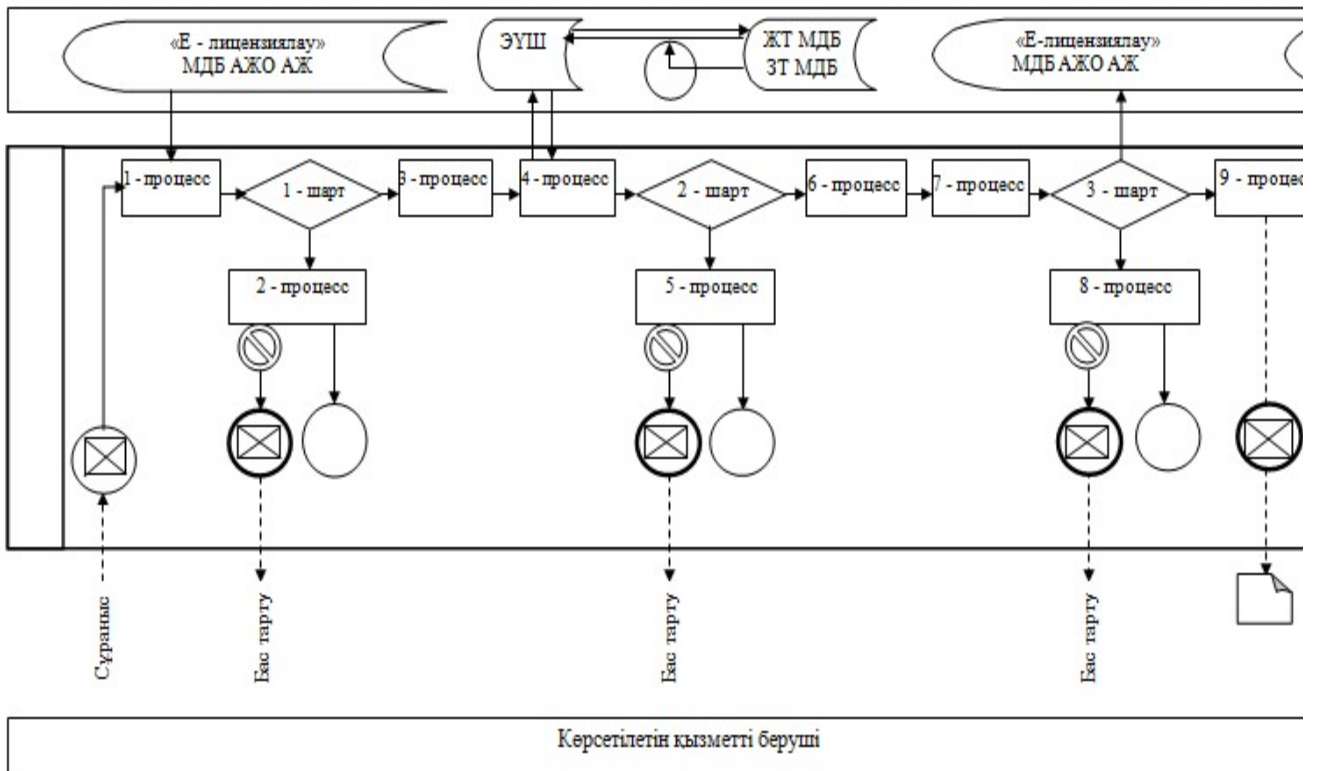 «Е - лицензиялау»
МДБ АЖО АЖ
ЭҮШ
ЖТ МДБ
ЗТ МДБ
«Е-лицензиялау»
МДБ АЖО АЖ
1 - процесс
1 - шарт
3 - процесс
4 - процесс
2 - шарт
6 - процесс
7 - процесс
3 - шарт
9 - процес
2 - процесс
5 - процесс
8 - процесс
Сұраныс
Бас тарту
Бас тарту
Бас тарту
Көрсетілетін қызметті беруші